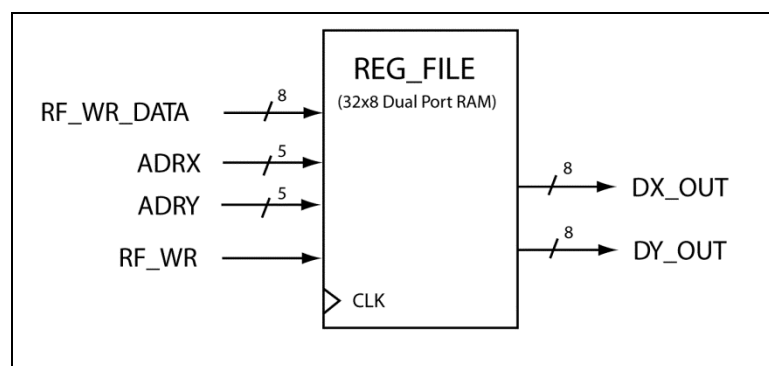 REG_FILE
(32x8 Dual Port RAM)
RF_WR_DATA
8
ADRX
5
ADRY
5
RF_WR
CLK
8
DX_OUT
8
DY_OUT